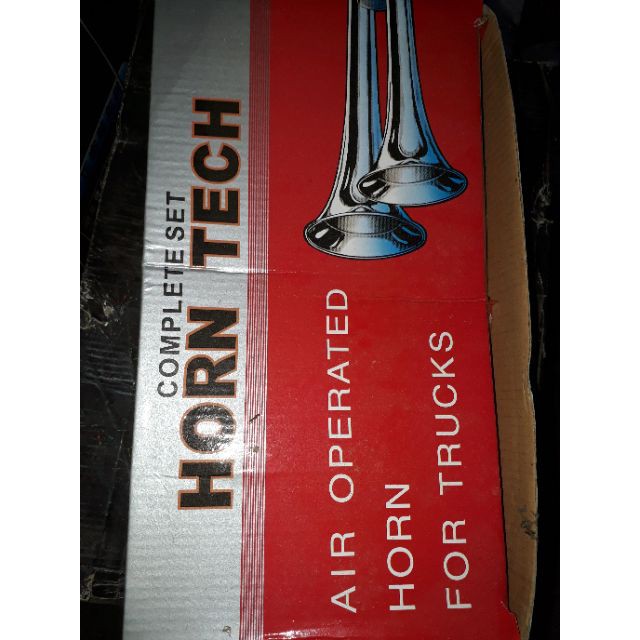 COMPLETE SET
HORN TECH
AIR OPERATED
HORN
FOR TRUCKS